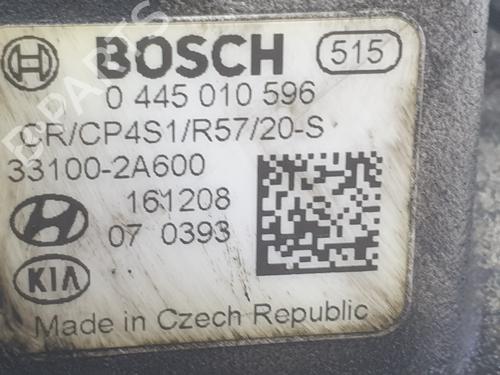 BOSCH 515
0 445 010 596
CR/CP4S1/R57/20-S
33100-2A600
161208
07 0393
KIA
Made in Czech Republic